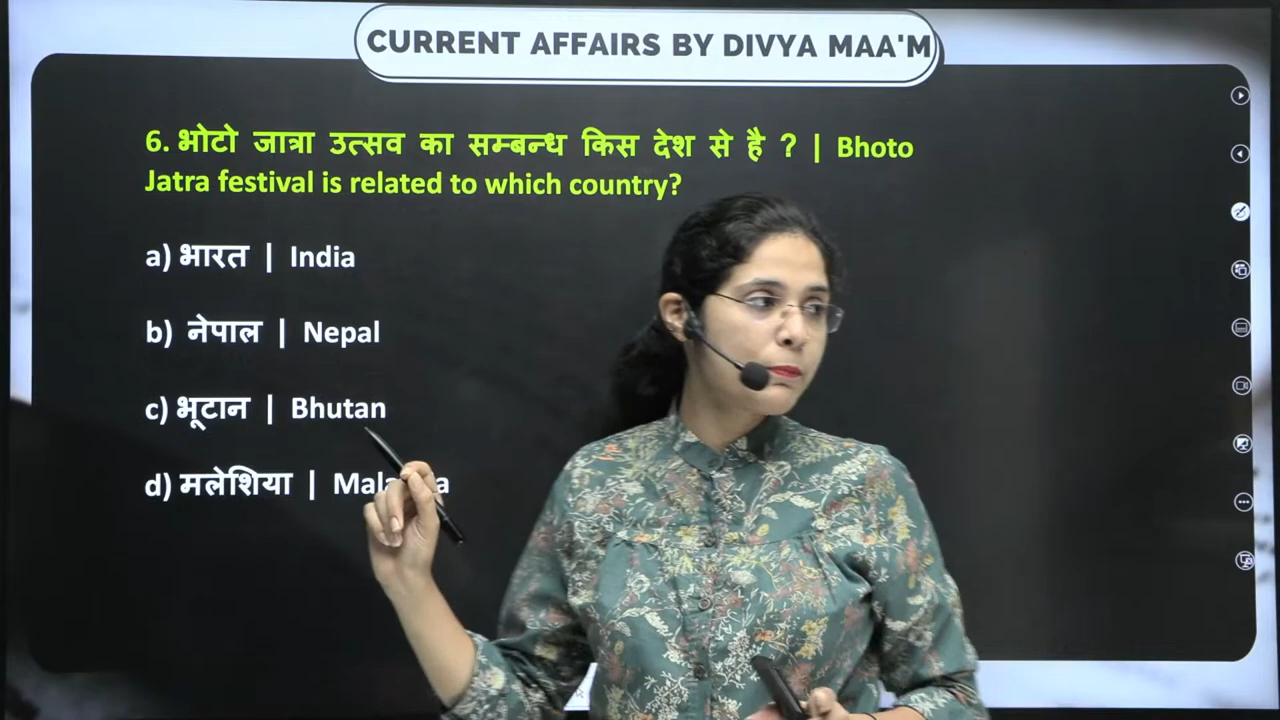 CURRENT AFFAIRS BY DIVYA MAA'M
6. भोटो जात्रा उत्सव का सम्बन्ध किस देश से है ? | Bhoto
Jatra festival is related to which country?
a) भारत | India
b) नेपाल | Nepal
c) भूटान | Bhutan
d) मलेशिया |